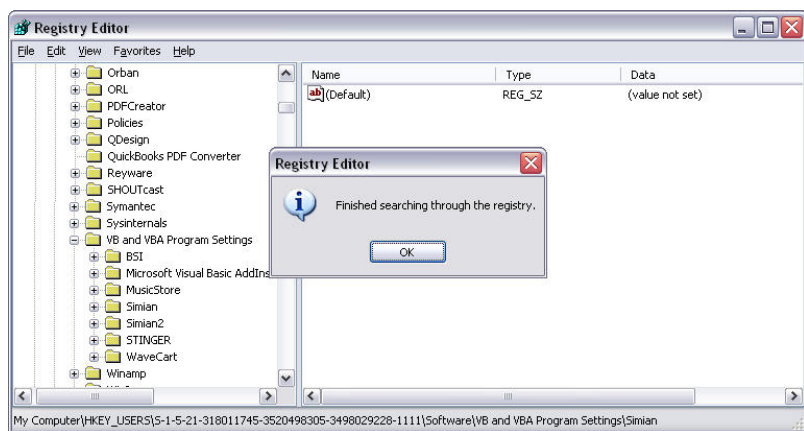 Registry Editor
File Edit View Favorites Help
Orban
ORL
PDFCreator
Policies
QDesign
QuickBooks PDF Converter
Reyware
SHOUTcast
Symantec
Sysinternals
VB and VBA Program Settings
BSI
Microsoft Visual Basic AddIns
MusicStore
Simian
Simian2
STINGER
WaveCart
Winamp
Name Type Data
ab (Default) REG_SZ (value not set)
Registry Editor
Finished searching through the registry.
OK
My Computer\HKEY_USERS\S-1-5-21-318011745-3520498305-3498029228-1111\Software\VB and VBA Program Settings\Simian